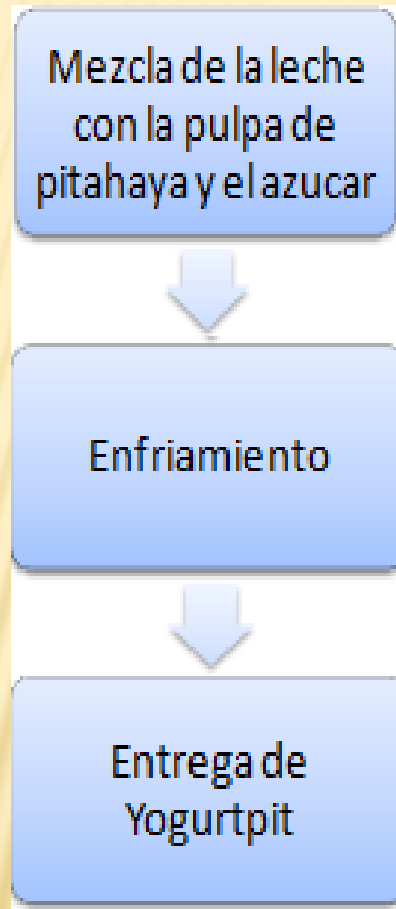 Mezcla de la leche
con la pulpa de
pitahaya y el azucar
Enfriamiento
Entrega de
Yogurtpit